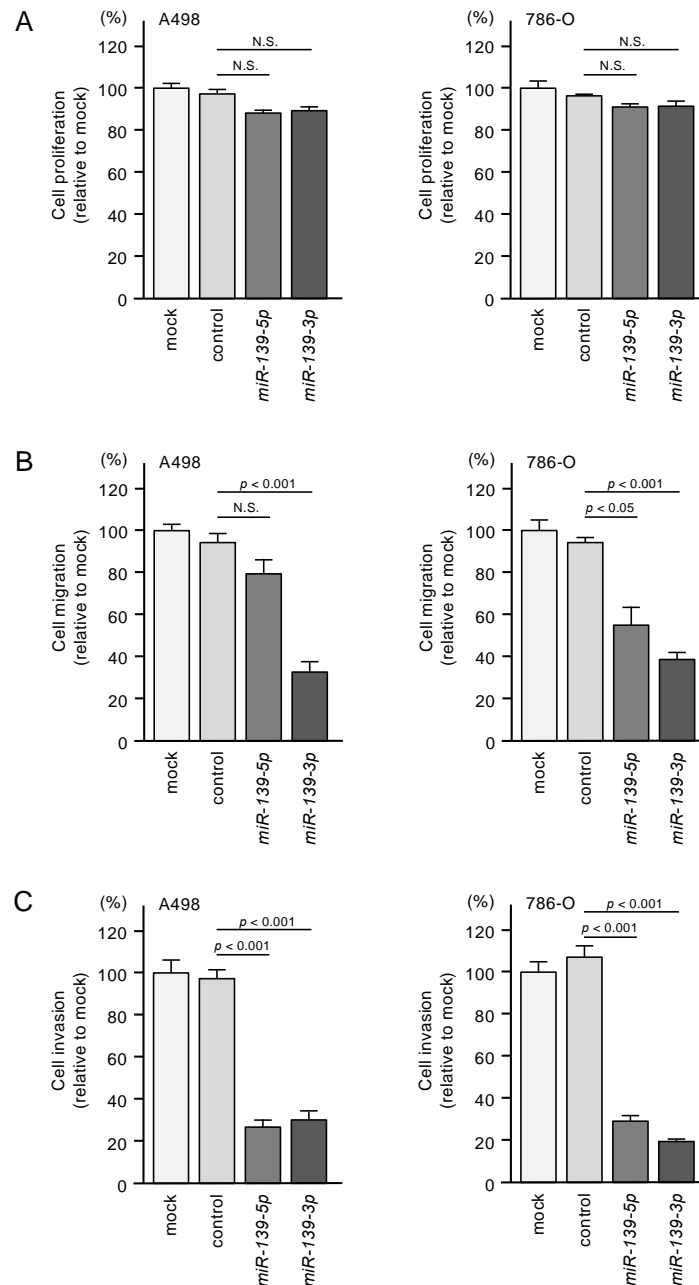 A
(%)
A498
N.S.
N.S.
120
100
80
60
40
20
0
Cell proliferation
(relative to mock)
mock
control
miR-139-5p
miR-139-3p
(%)
786-O
N.S.
N.S.
120
100
80
60
40
20
0
Cell proliferation
(relative to mock)
mock
control
miR-139-5p
miR-139-3p
B
(%)
A498
p < 0.001
N.S.
120
100
80
60
40
20
0
Cell migration
(relative to mock)
mock
control
miR-139-5p
miR-139-3p
(%)
786-O
p < 0.001
p < 0.05
120
100
80
60
40
20
0
Cell migration
(relative to mock)
mock
control
miR-139-5p
miR-139-3p
C
(%)
A498
p < 0.001
p < 0.001
120
100
80
60
40
20
0
Cell invasion
(relative to mock)
mock
control
miR-139-5p
miR-139-3p
(%)
786-O
p < 0.001
p < 0.001
120
100
80
60
40
20
0
Cell invasion
(relative to mock)
mock
control
miR-139-5p
miR-139-3p